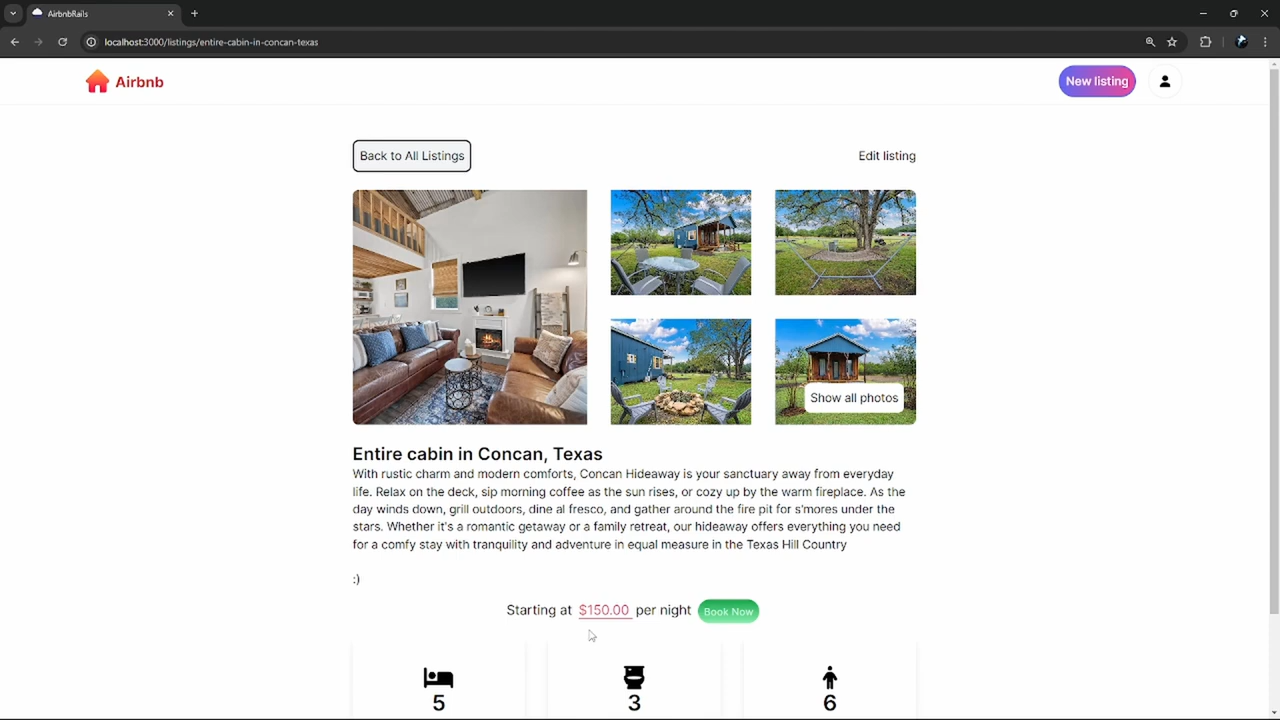 AirbnbRails
localhost:3000/listings/entire-cabin-in-concan-texas
Airbnb
New listing
Back to All Listings
Edit listing
Show all photos
Entire cabin in Concan, Texas
With rustic charm and modern comforts, Concan Hideaway is your sanctuary away from everyday
life. Relax on the deck, sip morning coffee as the sun rises, or cozy up by the warm fireplace. As the
day winds down, grill outdoors, dine al fresco, and gather around the fire pit for s'mores under the
stars. Whether it's a romantic getaway or a family retreat, our hideaway offers everything you need
for a comfy stay with tranquility and adventure in equal measure in the Texas Hill Country
:)
Starting at $150.00 per night Book Now
5 3 6